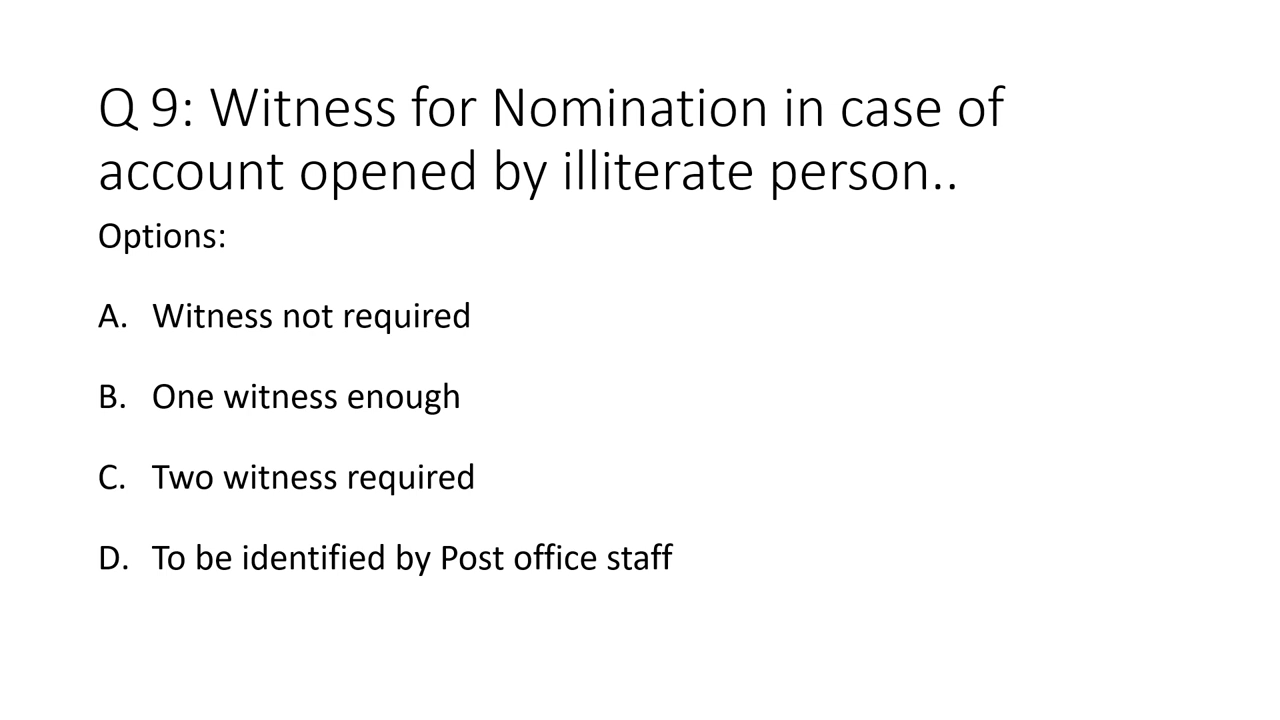 Q 9: Witness for Nomination in case of
account opened by illiterate person..
Options:
A. Witness not required
B. One witness enough
C. Two witness required
D. To be identified by Post office staff